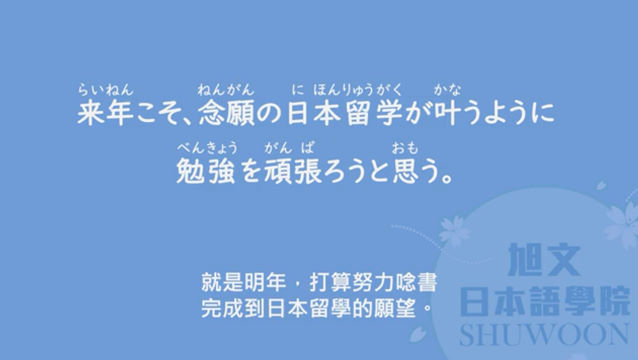 らいねん ねんがん に ほんりゅうがく かな
来年こそ、念願の日本留学が叶うように
べんきょう がん ば おも
勉強を頑張ろうと思う。
就是明年，打算努力唸書
完成到日本留學的願望。
旭文
日本語學院
SHUWOON